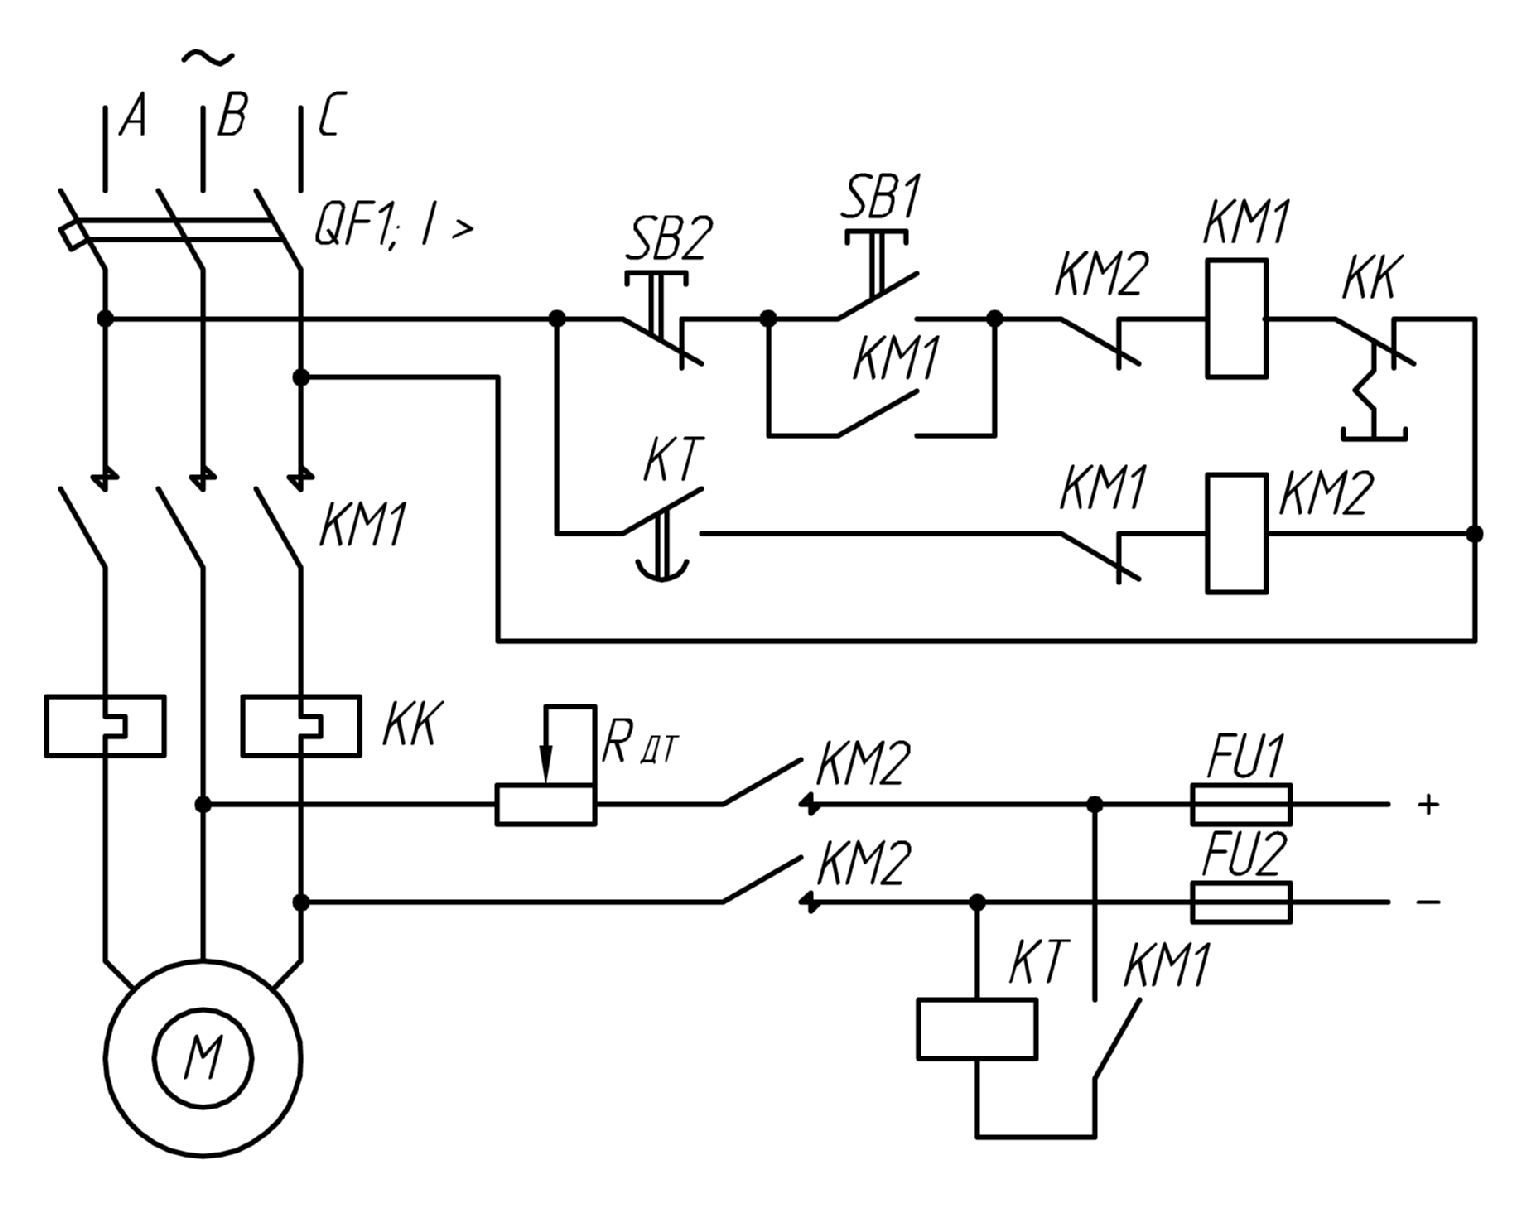 ~
A B C
QF1; I >
SB2
SB1
KM2
KM1
KK
KM1
KT
KM1
KM2
KM1
KK
R ДТ
KM2
FU1
+
KM2
FU2
−
KT
KM1
M